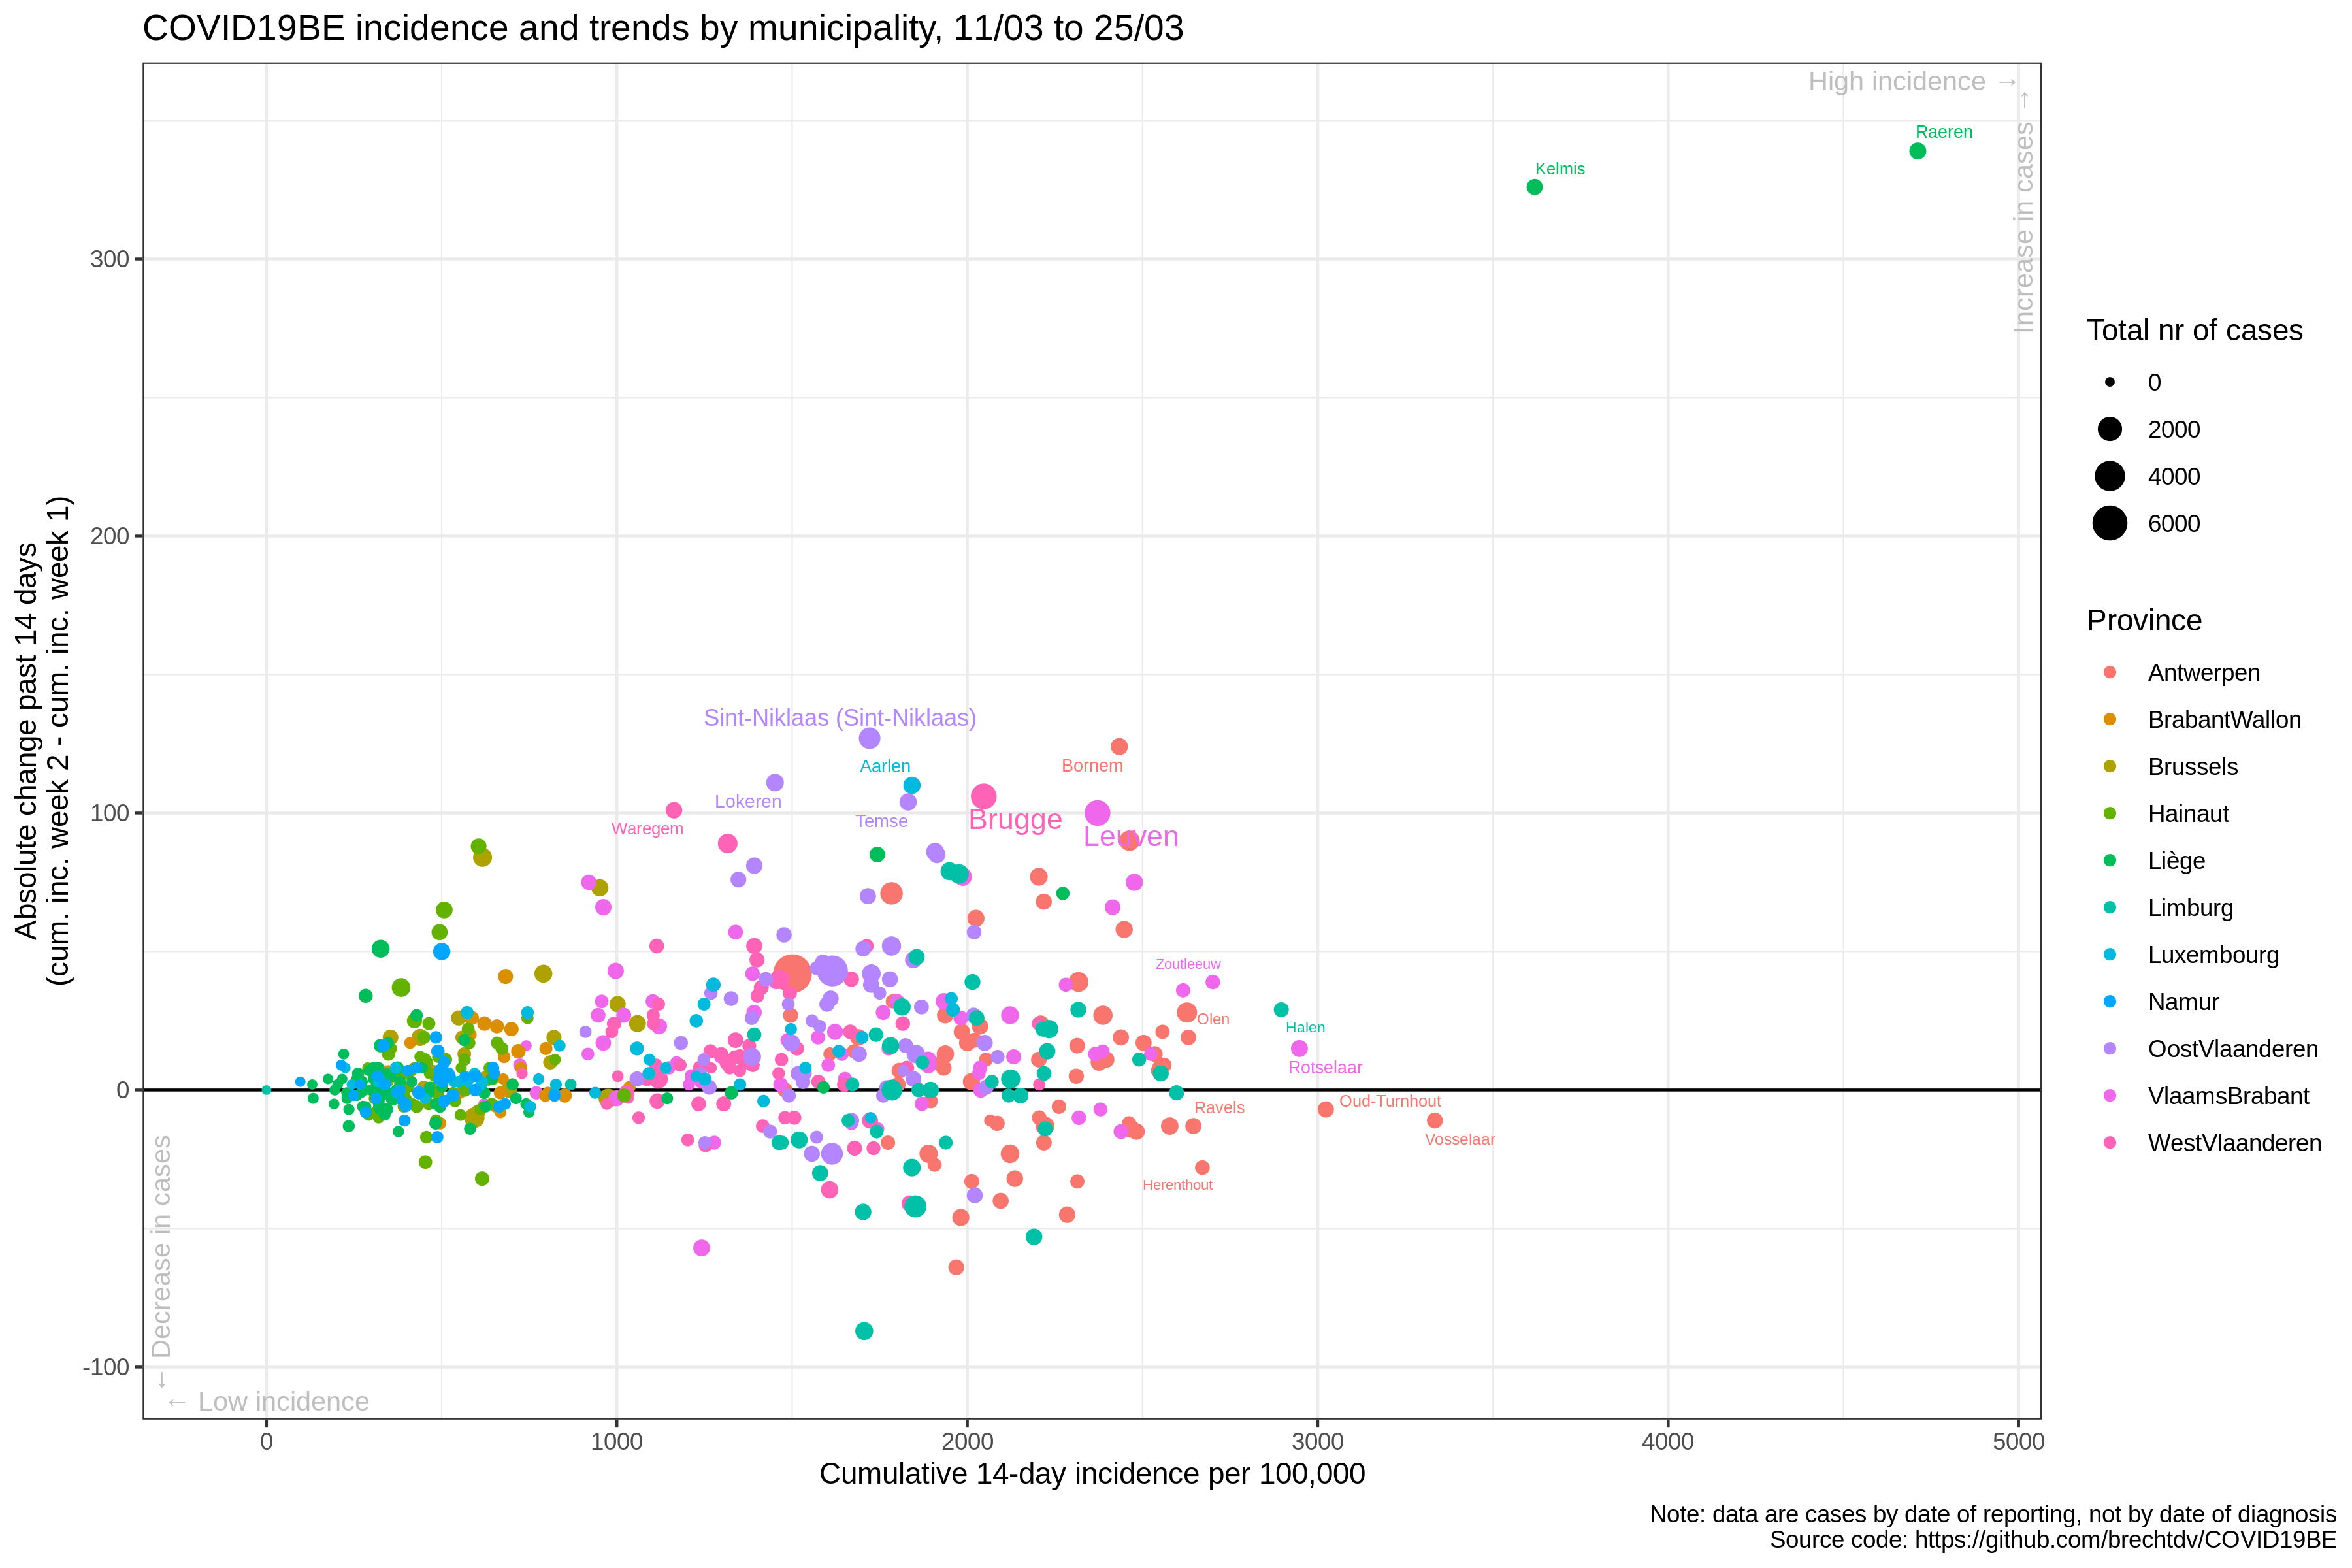 COVID19BE incidence and trends by municipality, 11/03 to 25/03
High incidence →
Increase in cases →
Raeren
Kelmis
300
200
100
0
-100
Absolute change past 14 days
(cum. inc. week 2 - cum. inc. week 1)
Sint-Niklaas (Sint-Niklaas)
Bornem
Aarlen
Lokeren
Temse
Brugge
Waregem
Leuven
Zoutleeuw
Olen
Halen
Rotselaar
Ravels
Oud-Turnhout
Vosselaar
Herenthout
← Decrease in cases
← Low incidence
0
1000
2000
3000
4000
5000
Cumulative 14-day incidence per 100,000
Total nr of cases
0
2000
4000
6000
Province
Antwerpen
BrabantWallon
Brussels
Hainaut
Liège
Limburg
Luxembourg
Namur
OostVlaanderen
VlaamsBrabant
WestVlaanderen
Note: data are cases by date of reporting, not by date of diagnosis
Source code: https://github.com/brechtdv/COVID19BE